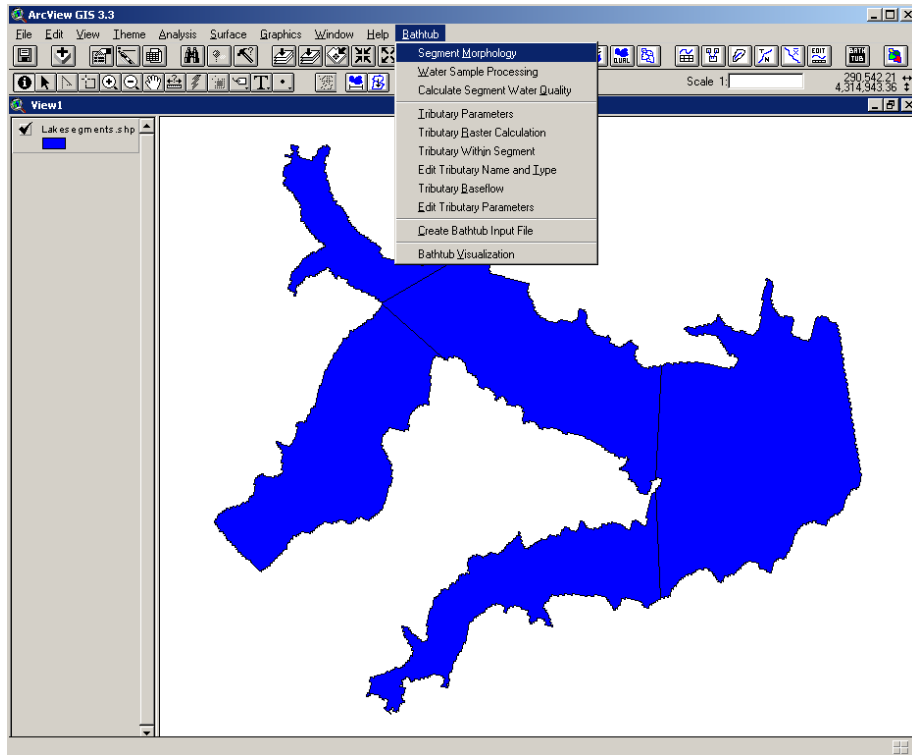 ArcView GIS 3.3
File Edit View Theme Analysis Surface Graphics Window Help Bathtub
Segment Morphology
Water Sample Processing
Calculate Segment Water Quality
Tributary Parameters
Tributary Raster Calculation
Tributary Within Segment
Edit Tributary Name and Type
Tributary Baseflow
Edit Tributary Parameters
Create Bathtub Input File
Bathtub Visualization
Scale 1:
290,542.21
4,314,943.36
View1
Lakesegments.shp